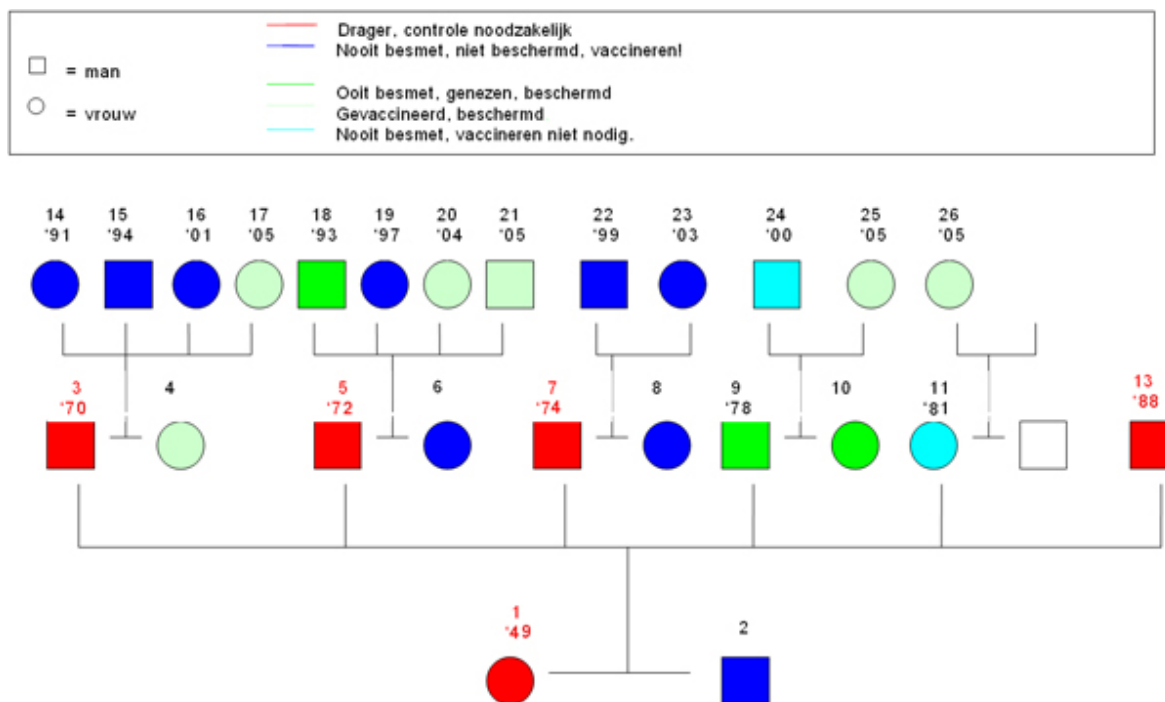 Drager, controle noodzakelijk
Nooit besmet, niet beschermd, vaccineren!
= man
Ooit besmet, genezen, beschermd
= vrouw
Gevaccineerd, beschermd
Nooit besmet, vaccineren niet nodig.
14 15 16 17 18 19 20 21 22 23 24 25 26
'91 '94 '01 '05 '93 '97 '04 '05 '99 '03 '00 '05 '05
3 4 5 6 7 8 9 10 11 13
'70 '72 '74 '78 '81 '88
1 2
'49